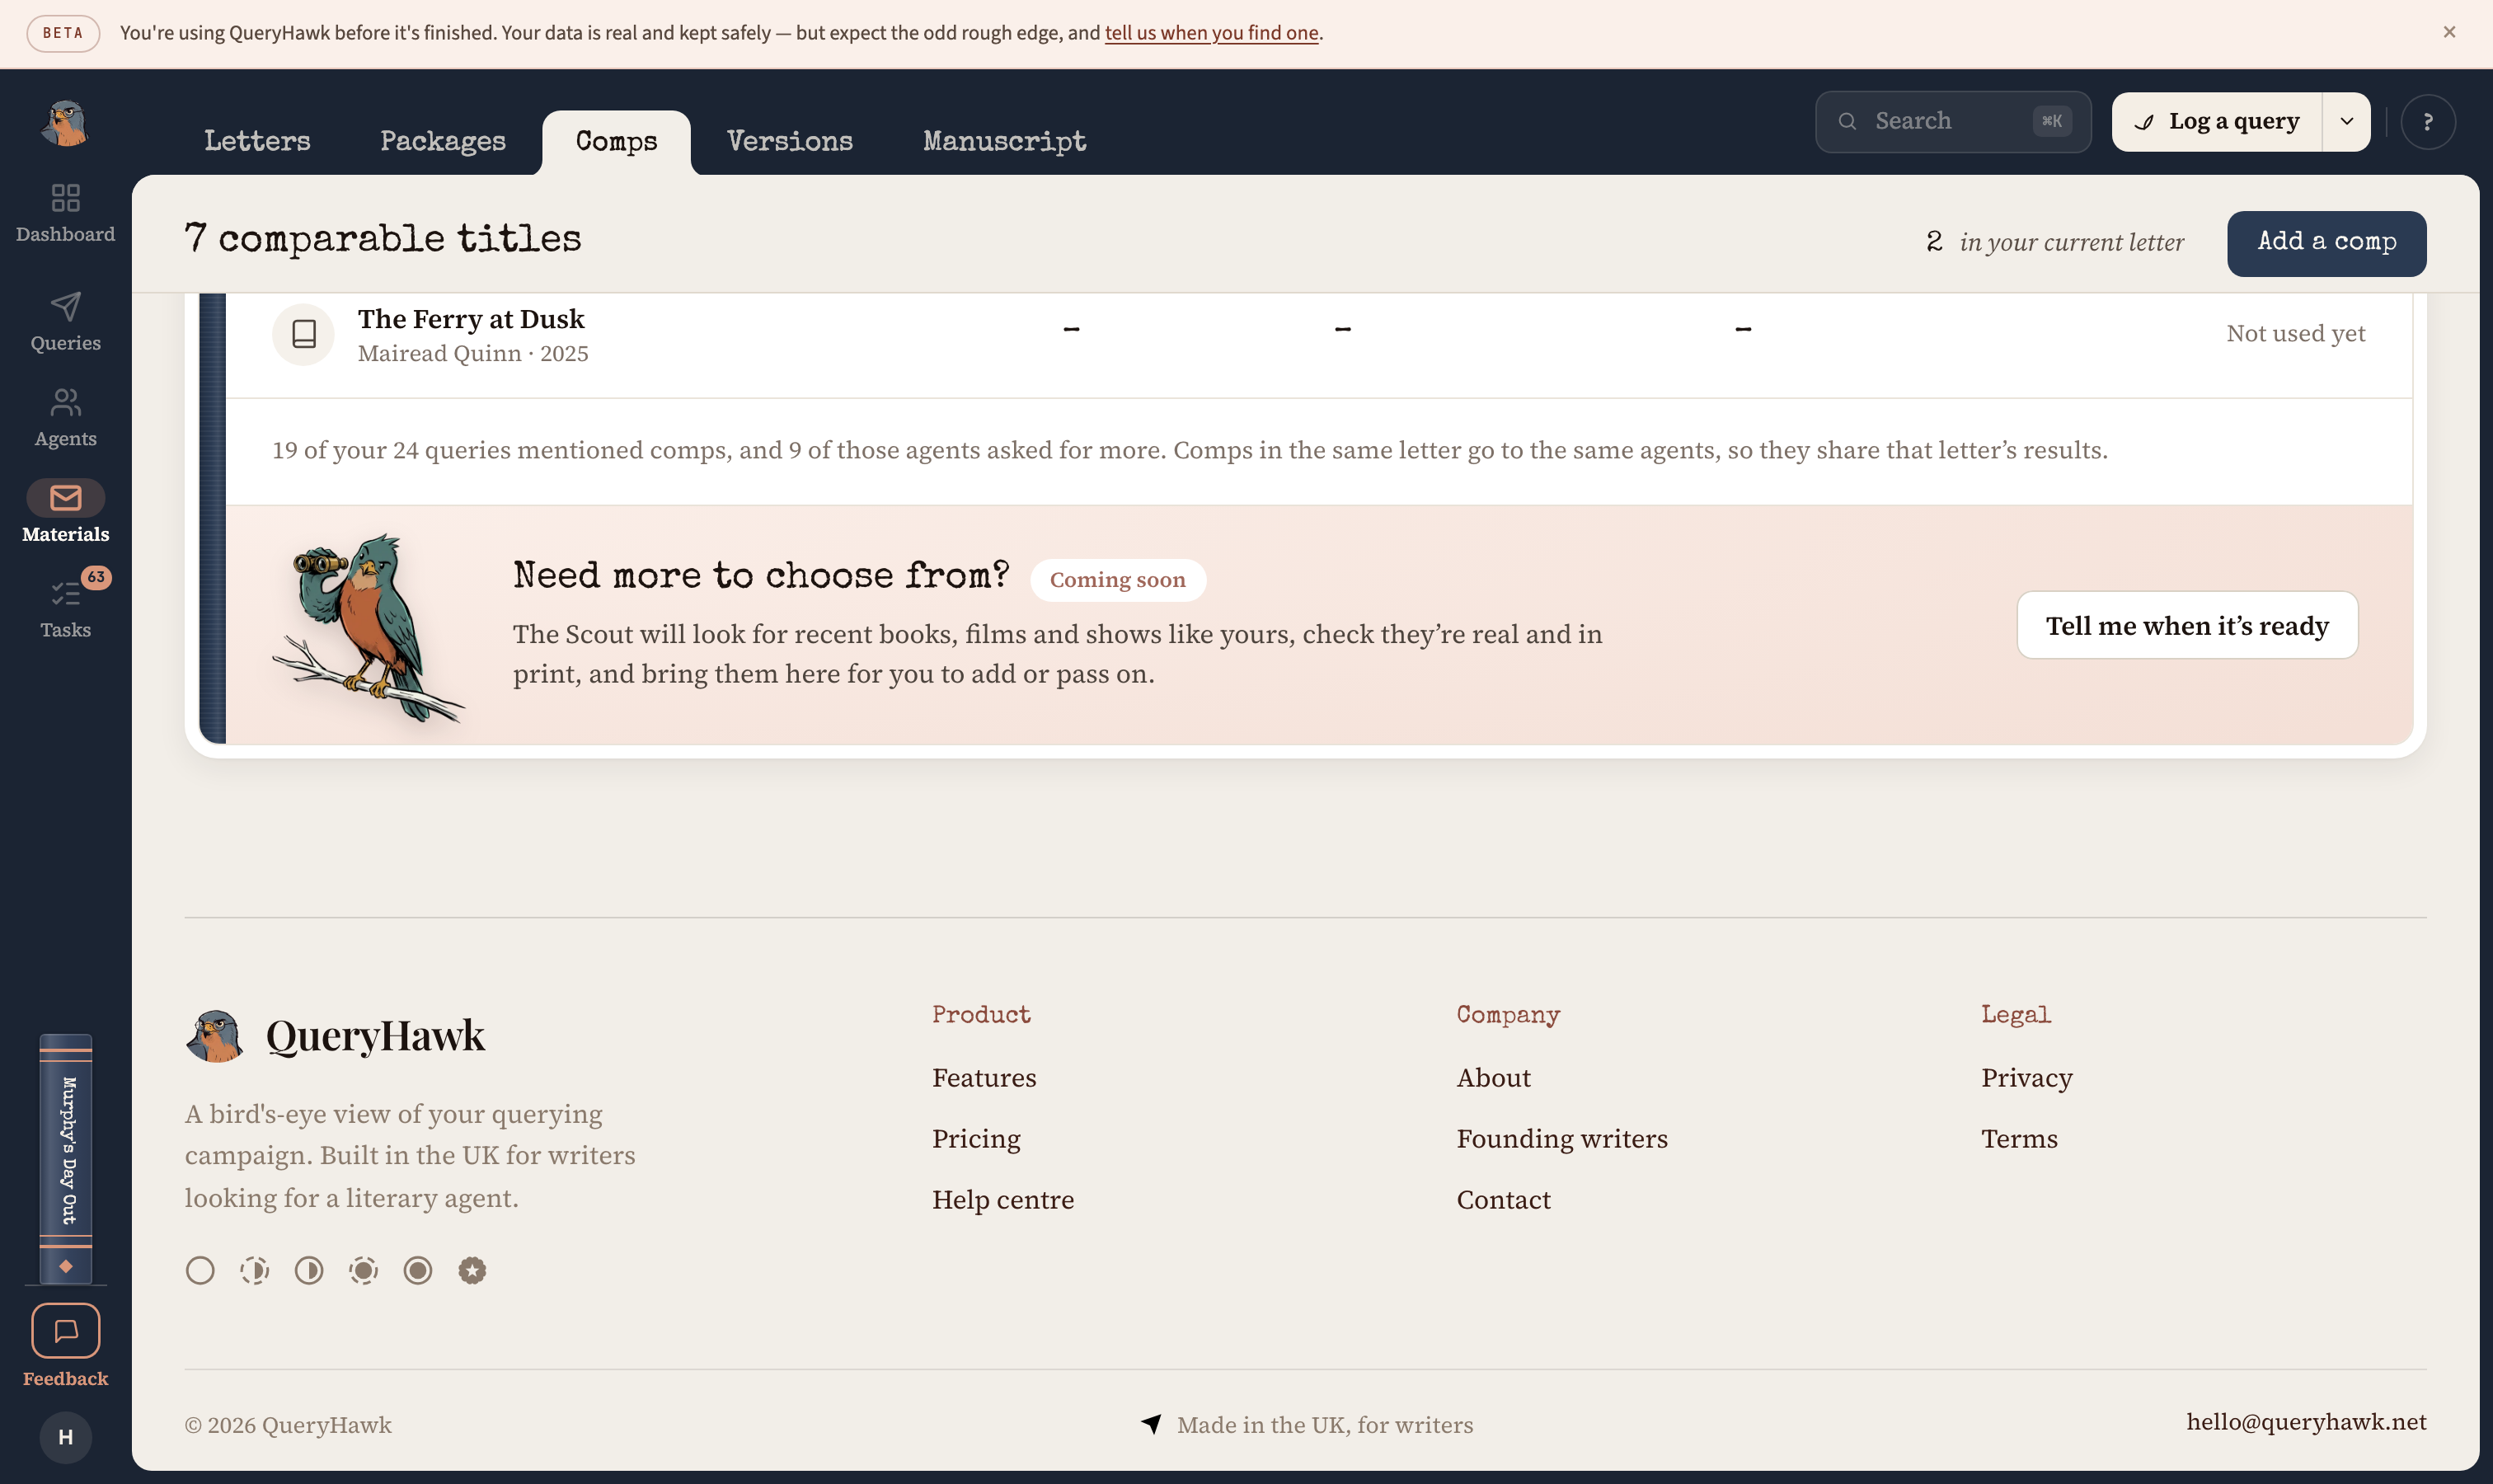 BETA
You're using QueryHawk before it's finished. Your data is real and kept safely — but expect the odd rough edge, and tell us when you find one.
×
Letters
Packages
Comps
Versions
Manuscript
Search
⌘K
Log a query
?
Dashboard
Queries
Agents
Materials
63
Tasks
Murphy's Day Out
Feedback
H
7 comparable titles
2 in your current letter
Add a comp
The Ferry at Dusk
Mairead Quinn · 2025
–
–
–
Not used yet
19 of your 24 queries mentioned comps, and 9 of those agents asked for more. Comps in the same letter go to the same agents, so they share that letter’s results.
Need more to choose from?
Coming soon
The Scout will look for recent books, films and shows like yours, check they’re real and in
print, and bring them here for you to add or pass on.
Tell me when it’s ready
QueryHawk
A bird's-eye view of your querying
campaign. Built in the UK for writers
looking for a literary agent.
Product
Features
Pricing
Help centre
Company
About
Founding writers
Contact
Legal
Privacy
Terms
© 2026 QueryHawk
Made in the UK, for writers
hello@queryhawk.net